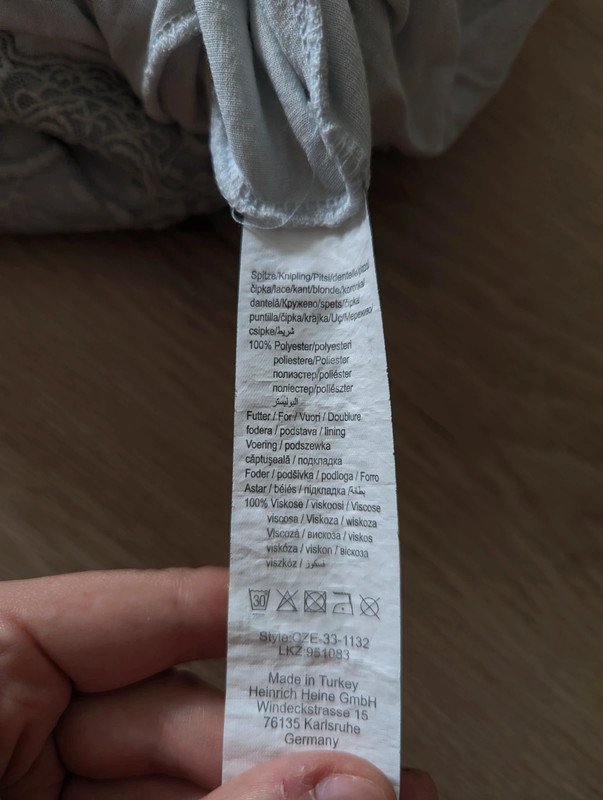 Spitze/Knipling/Pitsi/dentelle/
čipka/lace/kant/blonde/koronka/
dantelă/Кружево/spets/čipka
puntilla/čipka/krajka/Uç/Мереживо/
csipke/شريط
100% Polyester/polyesteri
poliestere/Poliester
полиэстер/poliéster
поліестер/poliészter
البوليستر
Futter / For / Vuori / Doublure
fodera / podstava / lining
Voering / podszewka
căptuşeală / подкладка
Foder / podšívka / podloga / Forro
Astar / bélés / підкладка /بطانة
100% Viskose / viskoosi / Viscose
viscosa / Viskoza / wiskoza
Viscoză / вискоза / viskos
viskóza / viskon / віскоза
viszkóz / فسكوز
30
Style:CZE-33-1132
LKZ:951083
Made in Turkey
Heinrich Heine GmbH
Windeckstrasse 15
76135 Karlsruhe
Germany